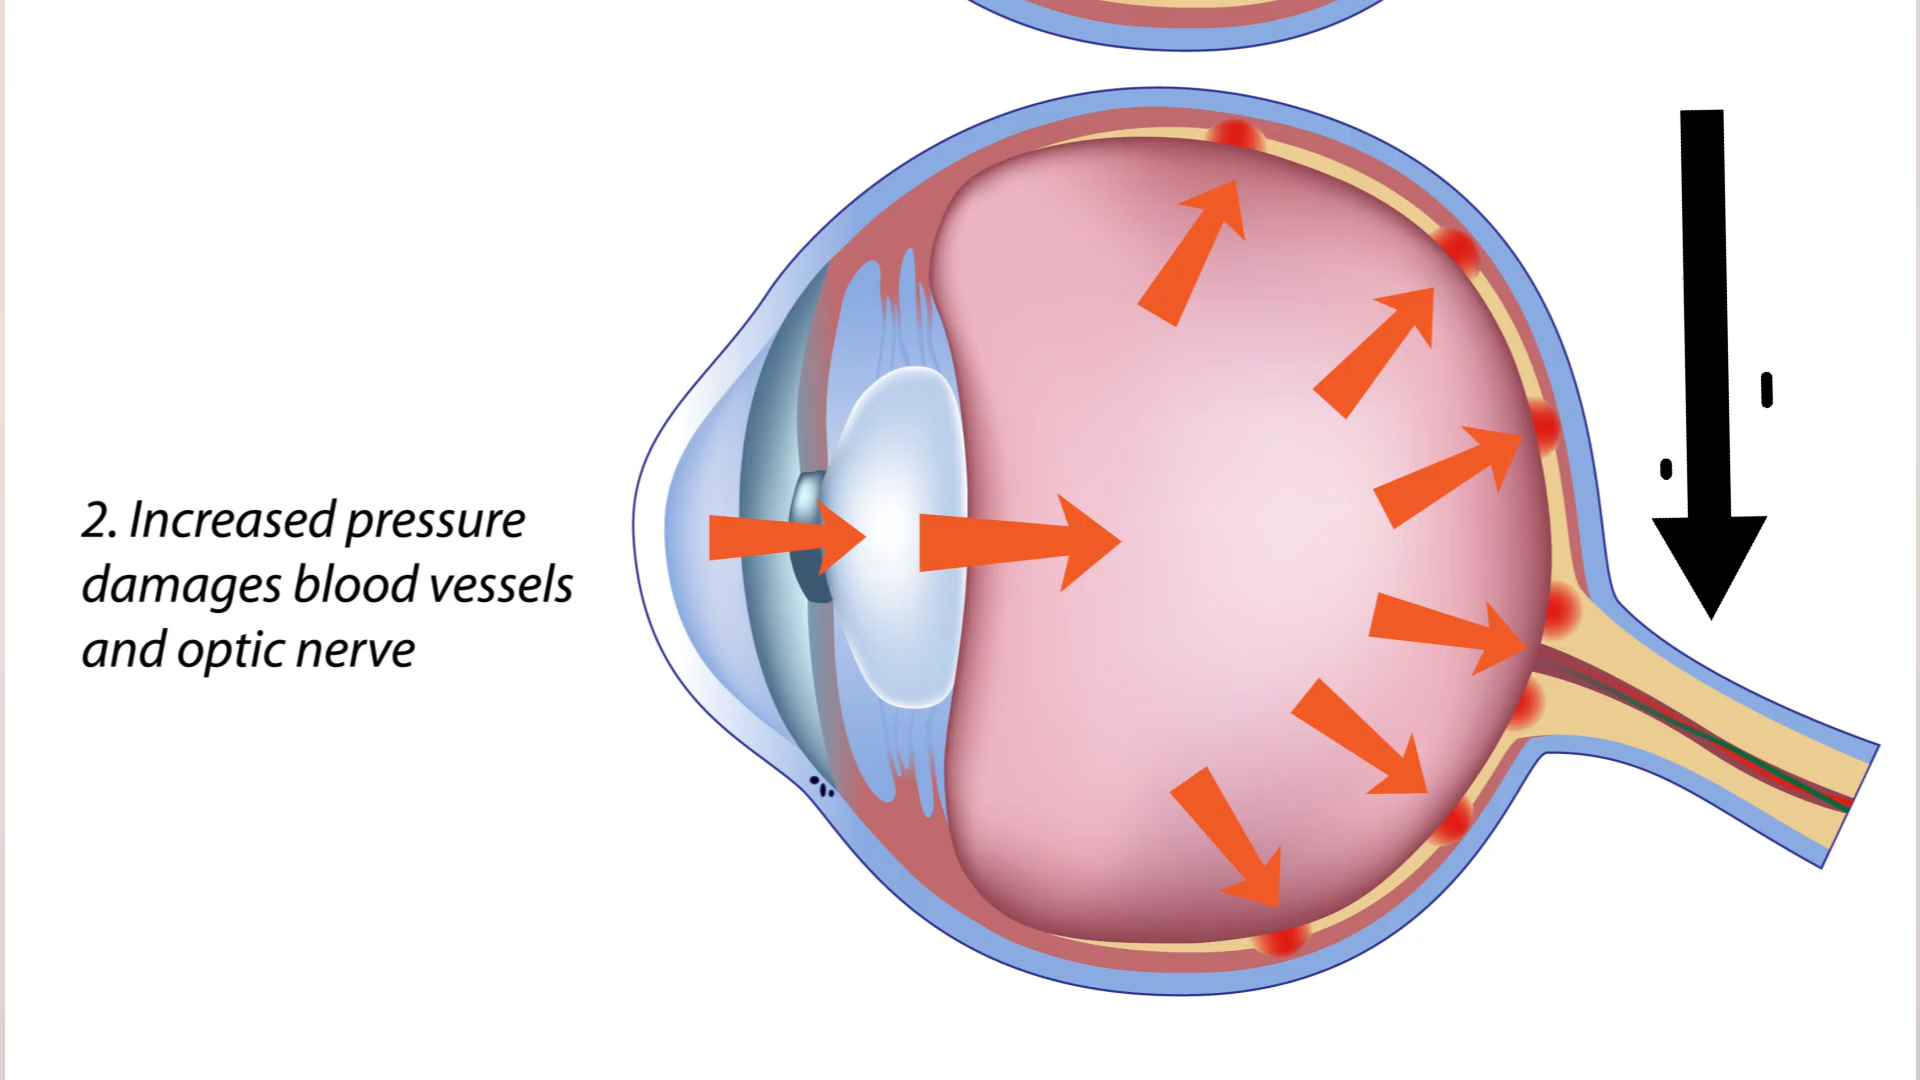 2. Increased pressure
damages blood vessels
and optic nerve